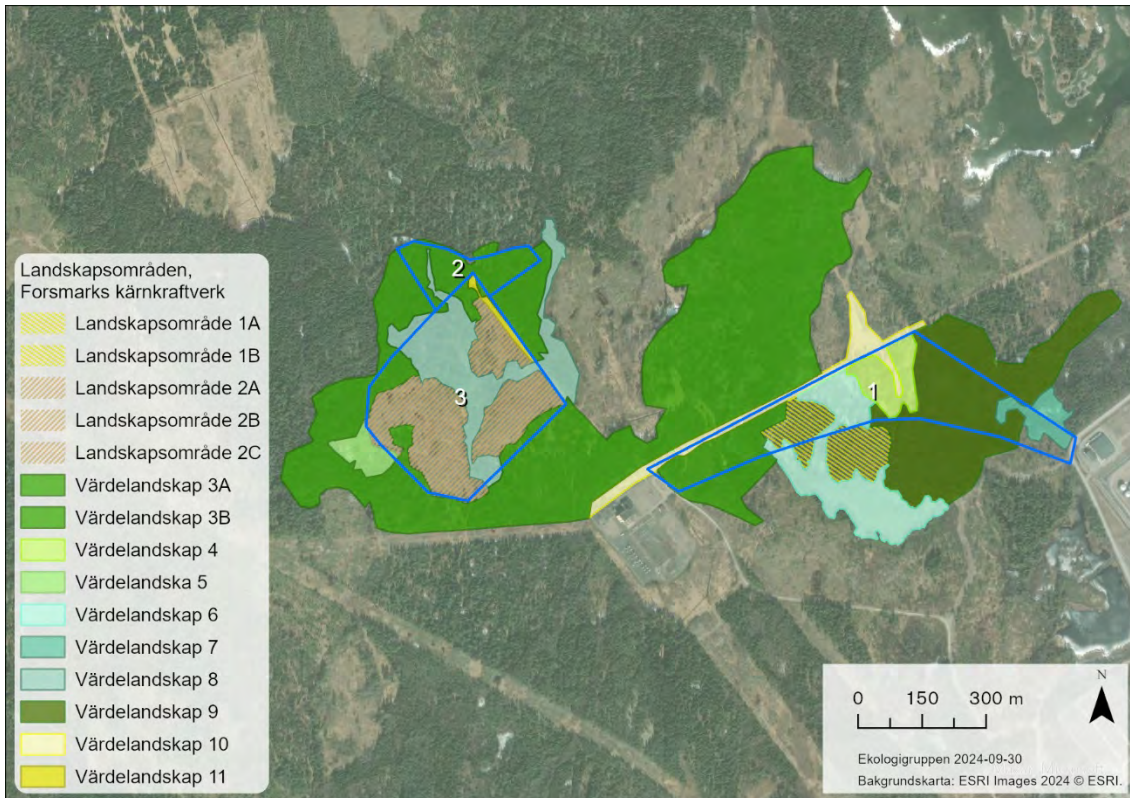 2
3
1
Landskapsområden,
Forsmarks kärnkraftverk
Landskapsområde 1A
Landskapsområde 1B
Landskapsområde 2A
Landskapsområde 2B
Landskapsområde 2C
Värdelandskap 3A
Värdelandskap 3B
Värdelandskap 4
Värdelandska 5
Värdelandskap 6
Värdelandskap 7
Värdelandskap 8
Värdelandskap 9
Värdelandskap 10
Värdelandskap 11
N
0 150 300 m
Ekologigruppen 2024-09-30
Bakgrundskarta: ESRI Images 2024 © ESRI.